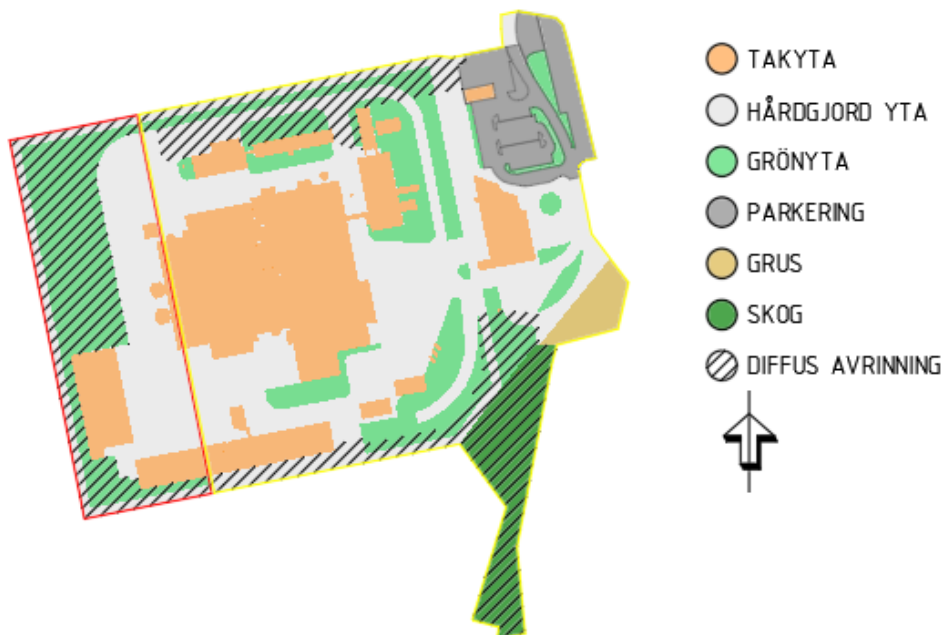 TAKYTA
HÅRDGJORD YTA
GRÖNYTA
PARKERING
GRUS
SKOG
DIFFUS AVRINNING